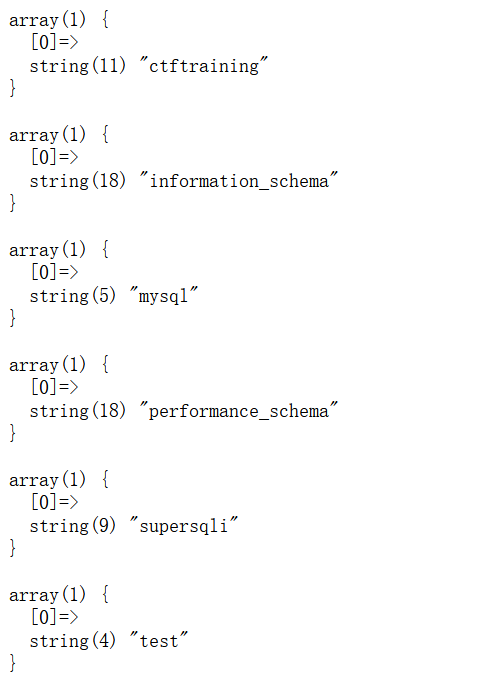 array(1) {
  [0]=>
  string(11) "ctftraining"
}
array(1) {
  [0]=>
  string(18) "information_schema"
}
array(1) {
  [0]=>
  string(5) "mysql"
}
array(1) {
  [0]=>
  string(18) "performance_schema"
}
array(1) {
  [0]=>
  string(9) "supersqli"
}
array(1) {
  [0]=>
  string(4) "test"
}